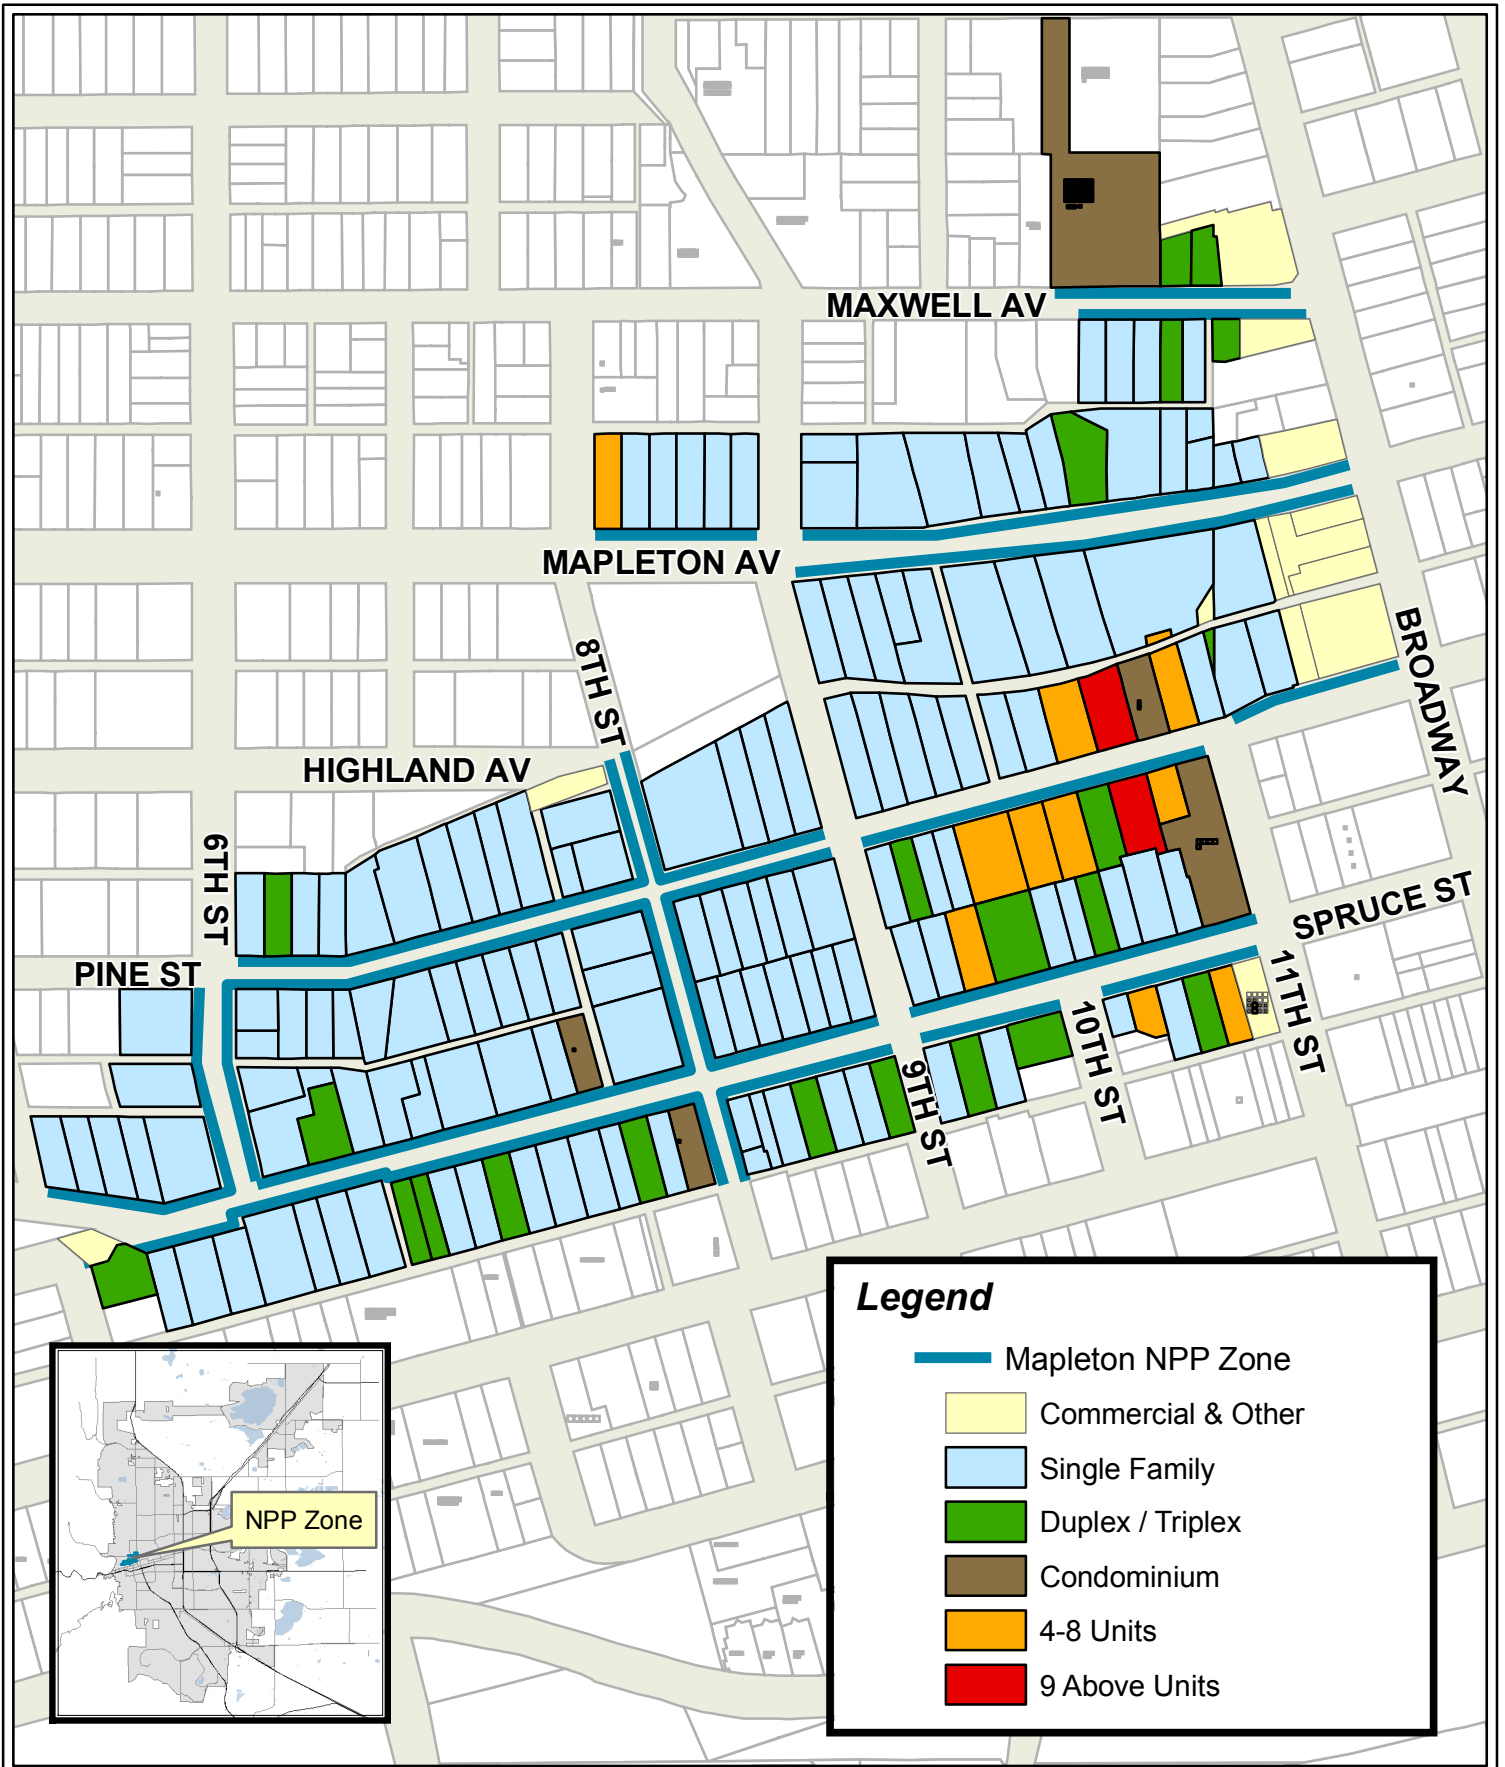 MAXWELL AV
MAPLETON AV
8TH ST
BROADWAY
HIGHLAND AV
6TH ST
SPRUCE ST
PINE ST
11TH ST
10TH ST
9TH ST
Legend
Mapleton NPP Zone
Commercial & Other
Single Family
Duplex / Triplex
Condominium
4-8 Units
9 Above Units
NPP Zone